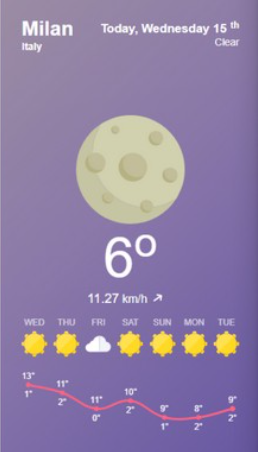 Milan
Today, Wednesday 15 th
Italy
Clear
6º
11.27 km/h ↗
WED THU FRI SAT SUN MON TUE
13° 11° 11° 10° 9° 8° 9°
1° 2° 0° 2° 1° 2° 2°